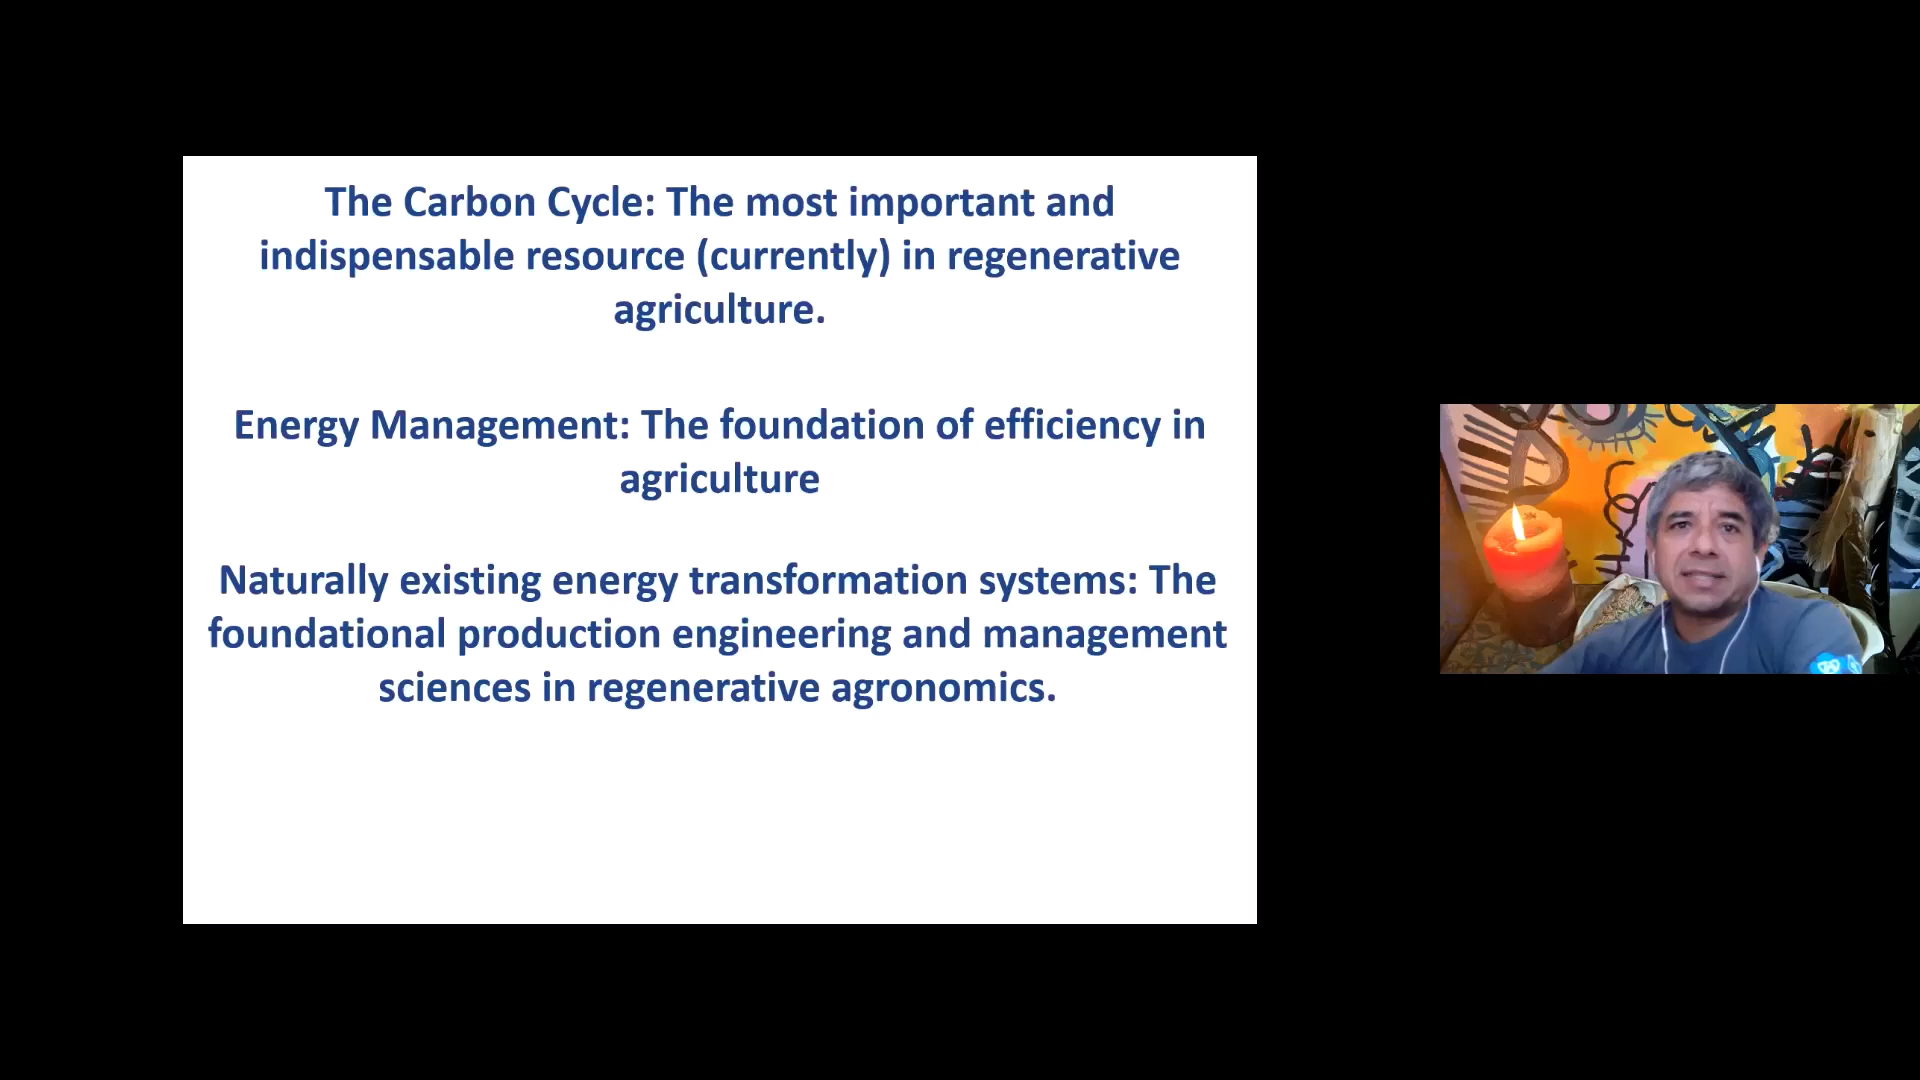 The Carbon Cycle: The most important and
indispensable resource (currently) in regenerative
agriculture.
Energy Management: The foundation of efficiency in
agriculture
Naturally existing energy transformation systems: The
foundational production engineering and management
sciences in regenerative agronomics.